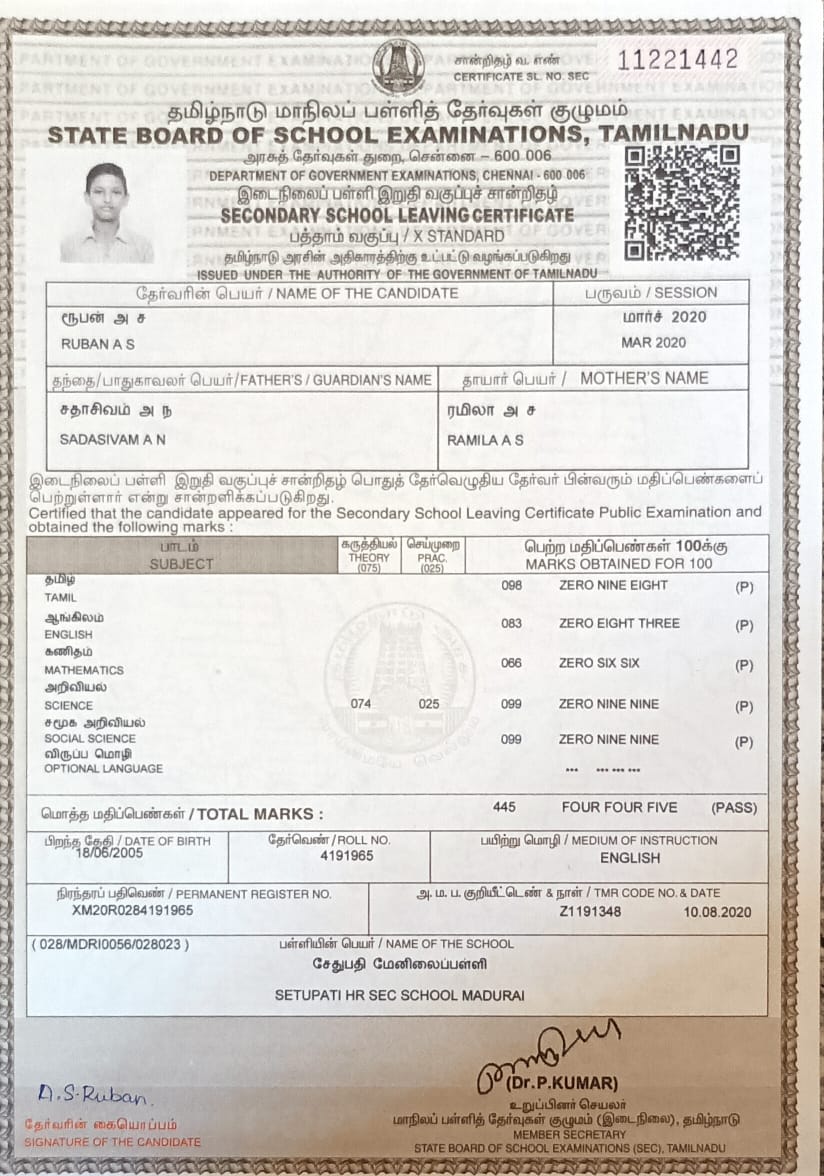 சான்றிதழ் வ. எண்
CERTIFICATE SL. NO. SEC
11221442
தமிழ்நாடு மாநிலப் பள்ளித் தேர்வுகள் குழுமம்
STATE BOARD OF SCHOOL EXAMINATIONS, TAMILNADU
அரசுத் தேர்வுகள் துறை, சென்னை – 600 006
DEPARTMENT OF GOVERNMENT EXAMINATIONS, CHENNAI - 600 006
இடைநிலைப் பள்ளி இறுதி வகுப்புச் சான்றிதழ்
SECONDARY SCHOOL LEAVING CERTIFICATE
பத்தாம் வகுப்பு / X STANDARD
தமிழ்நாடு அரசின் அதிகாரத்திற்கு உட்பட்டு வழங்கப்படுகிறது
ISSUED UNDER THE AUTHORITY OF THE GOVERNMENT OF TAMILNADU
தேர்வரின் பெயர் / NAME OF THE CANDIDATE பருவம் / SESSION
ரூபன் அ ச மார்ச் 2020
RUBAN A S MAR 2020
தந்தை/பாதுகாவலர் பெயர்/FATHER'S / GUARDIAN'S NAME தாயார் பெயர் / MOTHER'S NAME
சதாசிவம் அ ந ரமிலா அ ச
SADASIVAM A N RAMILA A S
இடைநிலைப் பள்ளி இறுதி வகுப்புச் சான்றிதழ் பொதுத் தேர்வெழுதிய தேர்வர் பின்வரும் மதிப்பெண்களைப்
பெற்றுள்ளார் என்று சான்றளிக்கப்படுகிறது.
Certified that the candidate appeared for the Secondary School Leaving Certificate Public Examination and
obtained the following marks :
பாடம் கருத்தியல் செய்முறை பெற்ற மதிப்பெண்கள் 100க்கு
SUBJECT THEORY PRAC. MARKS OBTAINED FOR 100
(075) (025)
தமிழ்
TAMIL 098 ZERO NINE EIGHT (P)
ஆங்கிலம்
ENGLISH 083 ZERO EIGHT THREE (P)
கணிதம்
MATHEMATICS 066 ZERO SIX SIX (P)
அறிவியல்
SCIENCE 074 025 099 ZERO NINE NINE (P)
சமூக அறிவியல்
SOCIAL SCIENCE 099 ZERO NINE NINE (P)
விருப்ப மொழி
OPTIONAL LANGUAGE *** *** *** ***
மொத்த மதிப்பெண்கள் / TOTAL MARKS : 445 FOUR FOUR FIVE (PASS)
பிறந்த தேதி / DATE OF BIRTH தேர்வெண் /ROLL NO. பயிற்று மொழி / MEDIUM OF INSTRUCTION
18/06/2005 4191965 ENGLISH
நிரந்தரப் பதிவெண் / PERMANENT REGISTER NO. அ. ம. ப. குறியீட்டெண் & நாள் / TMR CODE NO. & DATE
XM20R0284191965 Z1191348 10.08.2020
( 028/MDRI0056/028023 ) பள்ளியின் பெயர் / NAME OF THE SCHOOL
சேதுபதி மேனிலைப்பள்ளி
SETUPATI HR SEC SCHOOL MADURAI
A.S.Ruban.
(Dr.P.KUMAR)
தேர்வரின் கையொப்பம்
SIGNATURE OF THE CANDIDATE
உறுப்பினர் செயலர்
மாநிலப் பள்ளித் தேர்வுகள் குழுமம் (இடைநிலை), தமிழ்நாடு
MEMBER SECRETARY
STATE BOARD OF SCHOOL EXAMINATIONS (SEC), TAMILNADU